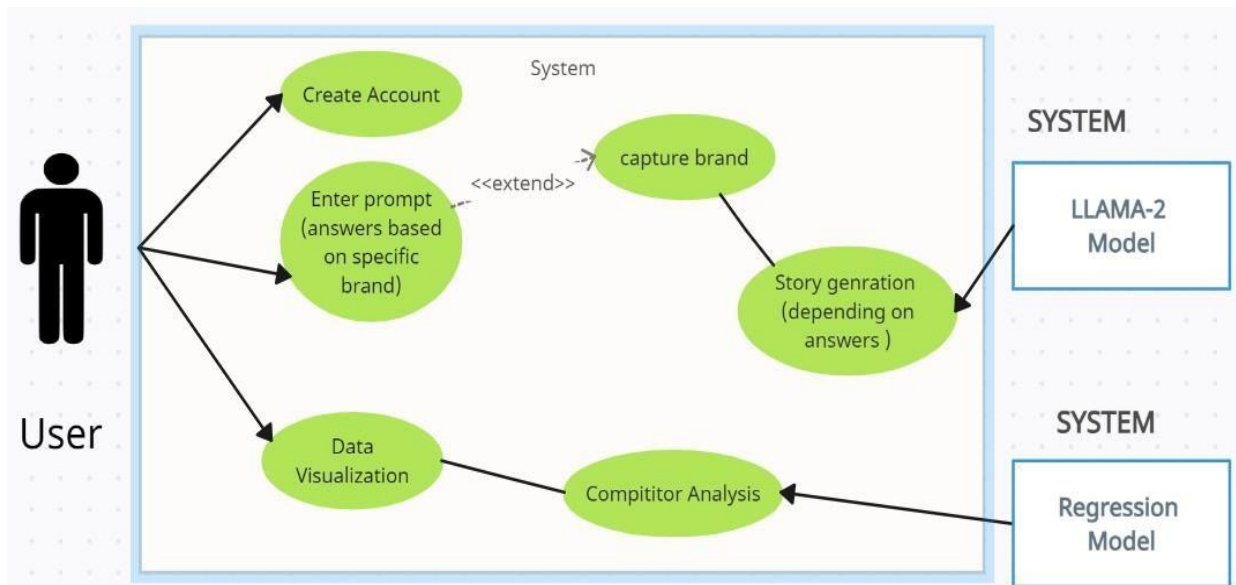 System
Create Account
capture brand
<<extend>>
Enter prompt
(answers based
on specific
brand)
Story genration
(depending on
answers )
SYSTEM
LLAMA-2
Model
User
Data
Visualization
Compititor Analysis
SYSTEM
Regression
Model